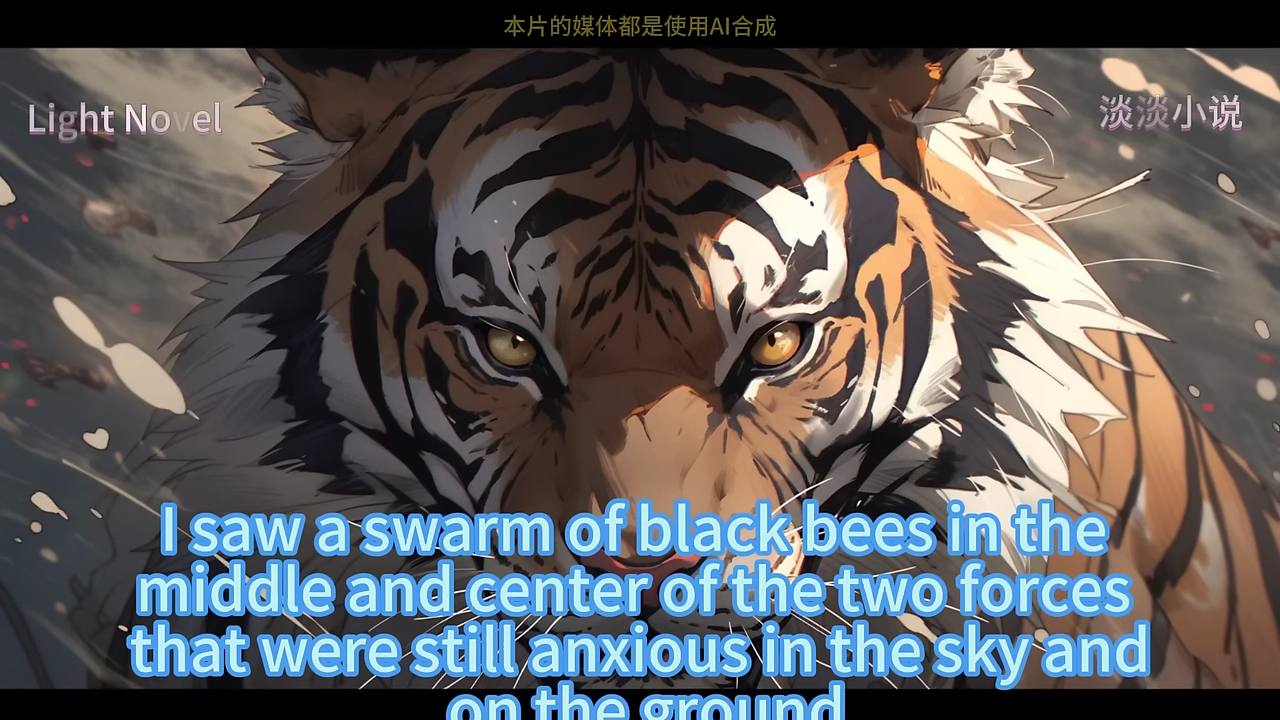 本片的媒体都是使用AI合成
Light Novel
淡淡小说
I saw a swarm of black bees in the
middle and center of the two forces
that were still anxious in the sky and
on the ground